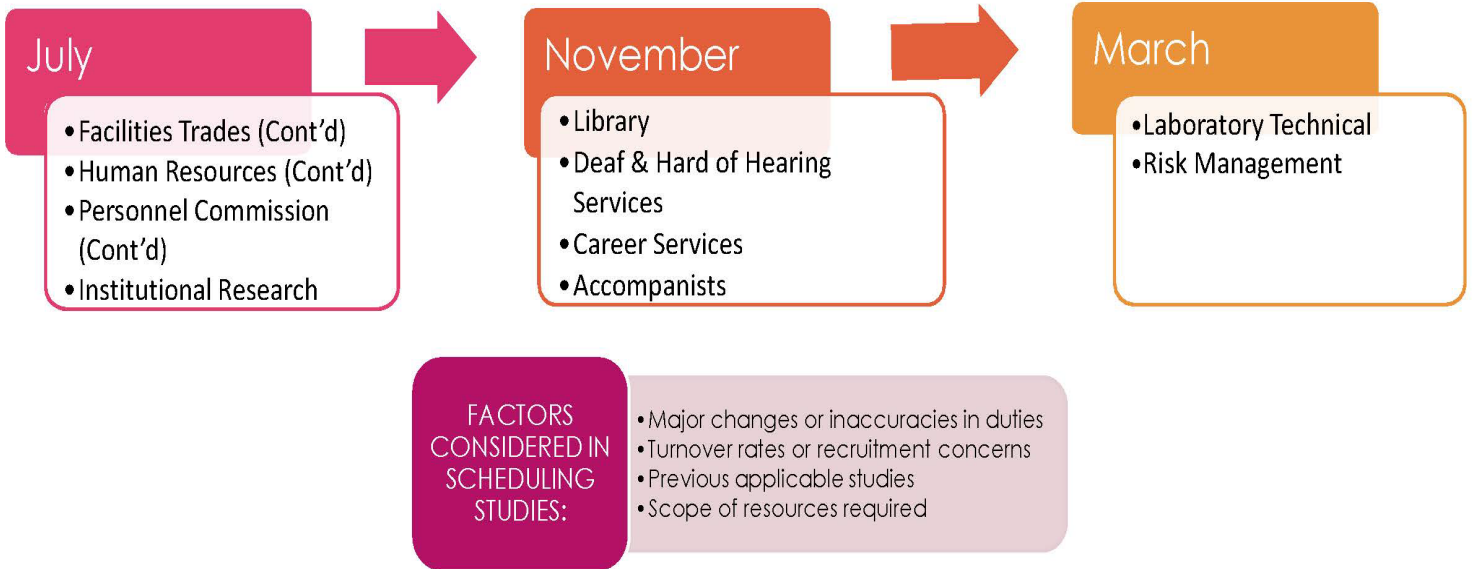 July
• Facilities Trades (Cont’d)
• Human Resources (Cont’d)
• Personnel Commission
(Cont’d)
• Institutional Research
November
• Library
• Deaf & Hard of Hearing
Services
• Career Services
• Accompanists
March
• Laboratory Technical
• Risk Management
FACTORS
CONSIDERED IN
SCHEDULING
STUDIES:
• Major changes or inaccuracies in duties
• Turnover rates or recruitment concerns
• Previous applicable studies
• Scope of resources required